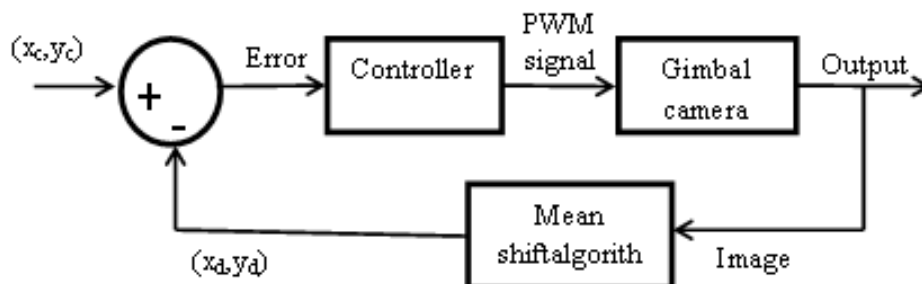 (xc,yc)
+
-
Error
Controller
PWM
signal
Gimbal
camera
Output
Mean
shiftalgorith
Image
(xd,yd)